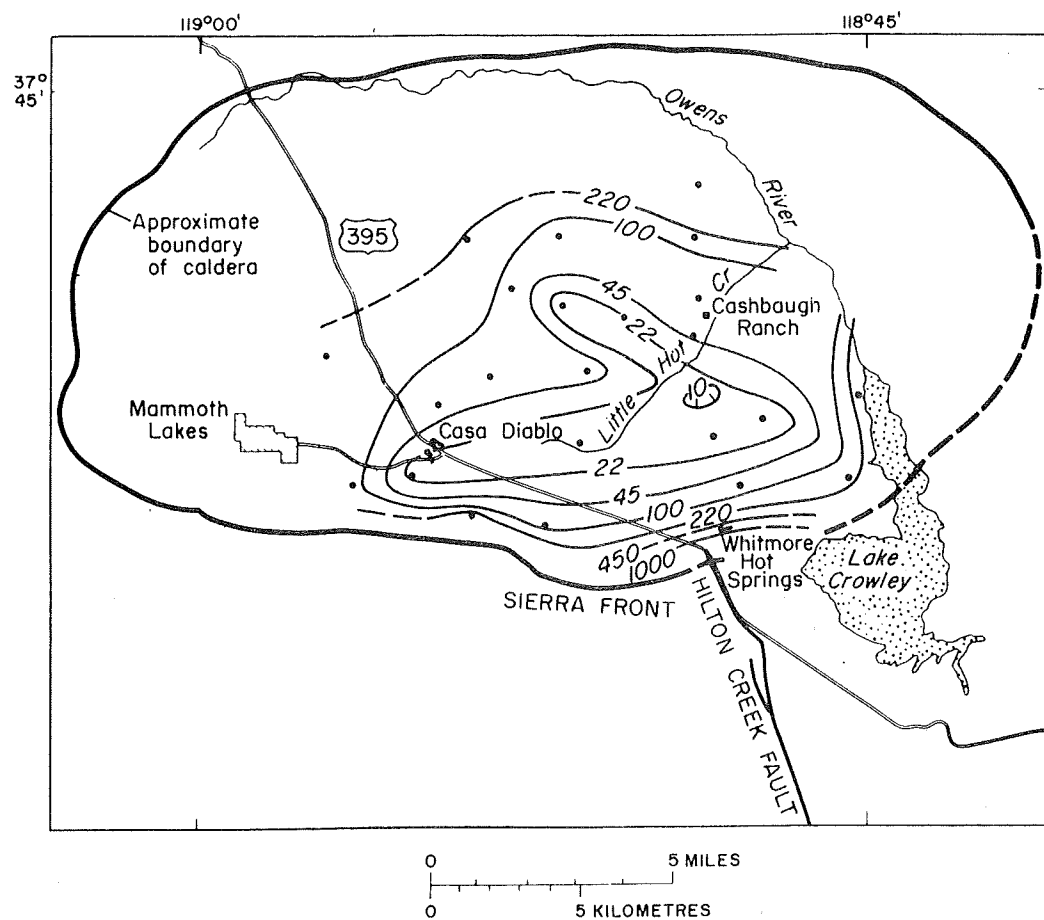 119°00'
118°45'
37°
45'
Owens
River
220
100
Approximate
boundary
of caldera
395
45
22
Cr
Hot
Little
Cashbaugh
Ranch
10
Mammoth
Lakes
Casa Diablo
22
45
100
220
450
1000
Whitmore
Hot
Springs
Lake
Crowley
SIERRA FRONT
HILTON CREEK FAULT
0
5 MILES
0
5 KILOMETRES